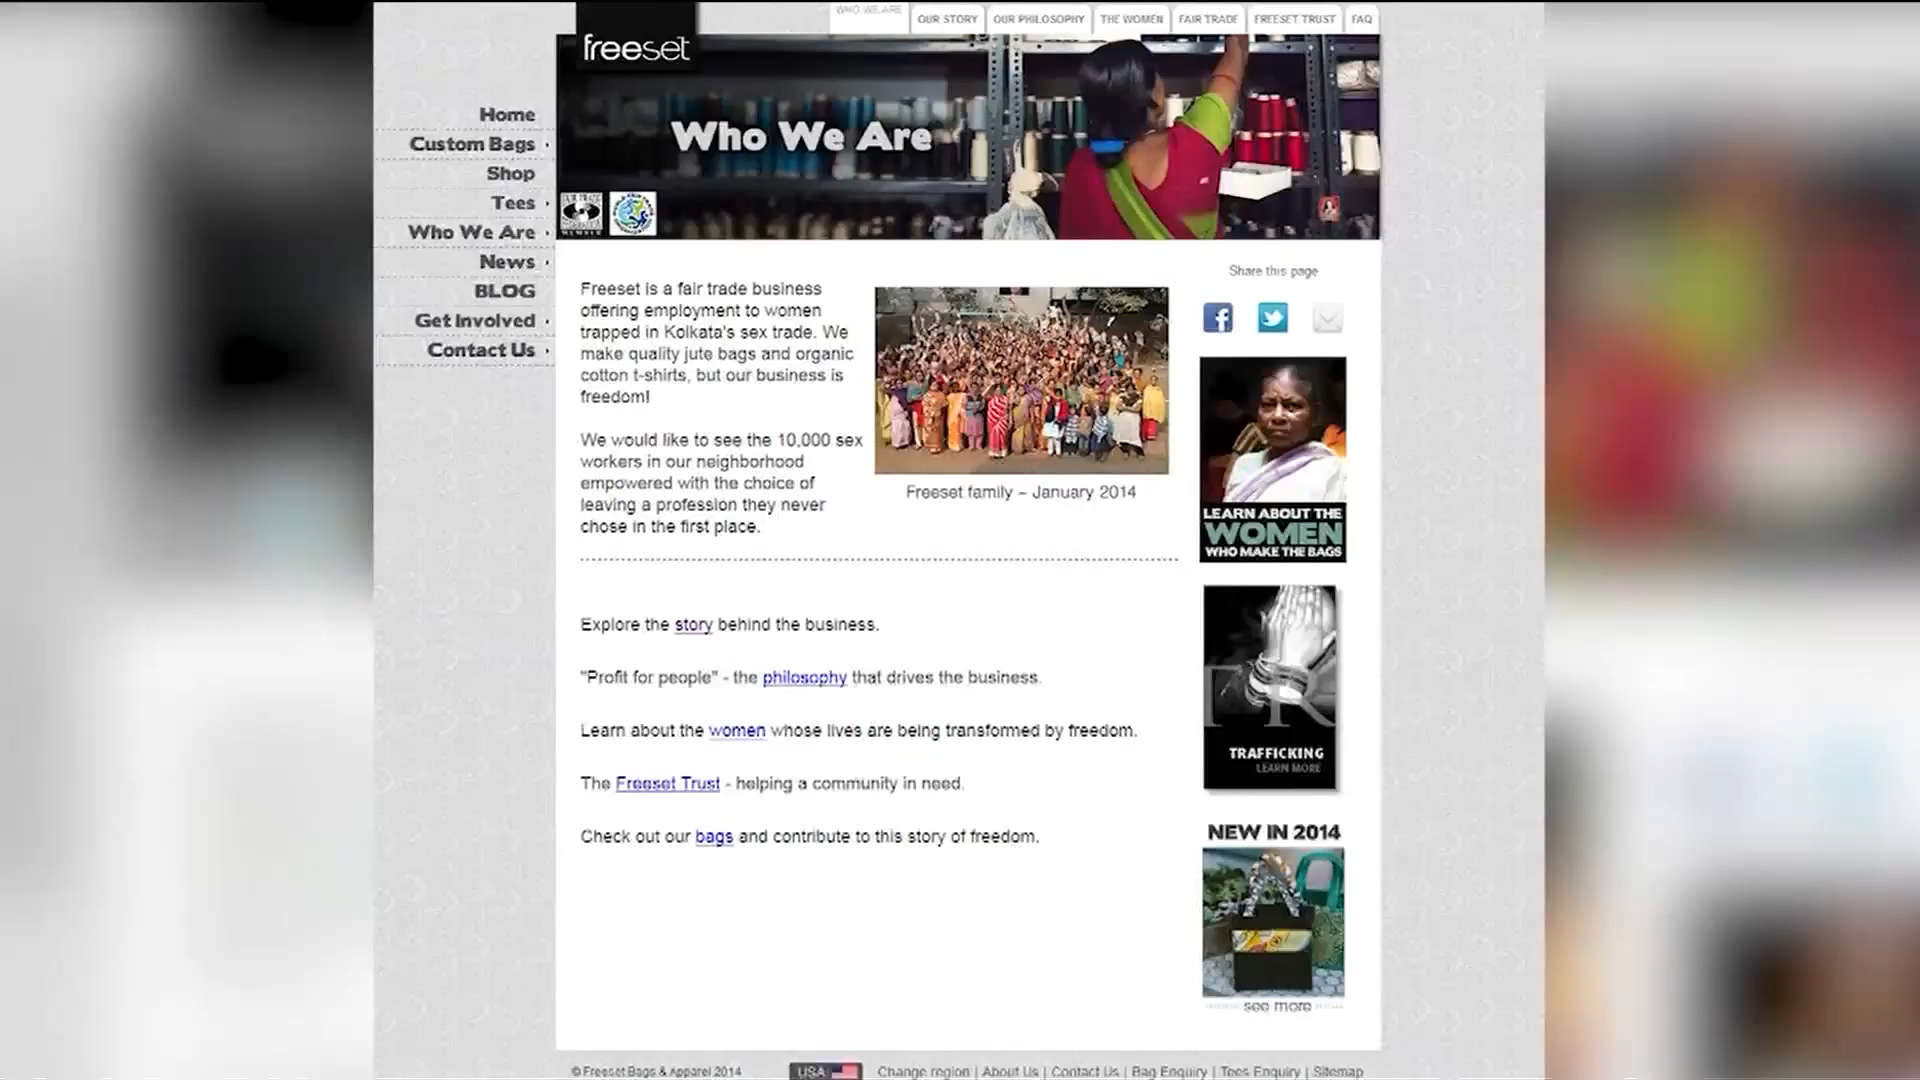 WHO WE ARE
OUR STORY
OUR PHILOSOPHY
THE WOMEN
FAIR TRADE
FREESET TRUST
FAQ
freeset
Home
Custom Bags
Shop
Tees
Who We Are
News
BLOG
Get Involved
Contact Us
Who We Are
Freeset is a fair trade business
offering employment to women
trapped in Kolkata's sex trade. We
make quality jute bags and organic
cotton t-shirts, but our business is
freedom!
We would like to see the 10,000 sex
workers in our neighborhood
empowered with the choice of
leaving a profession they never
chose in the first place.
Freeset family – January 2014
Explore the story behind the business.
"Profit for people" - the philosophy that drives the business.
Learn about the women whose lives are being transformed by freedom.
The Freeset Trust - helping a community in need.
Check out our bags and contribute to this story of freedom.
Share this page
LEARN ABOUT THE
WOMEN
WHO MAKE THE BAGS
TR
TRAFFICKING
LEARN MORE
NEW IN 2014
see more
© Freeset Bags & Apparel 2014
USA
Change region | About Us | Contact Us | Bag Enquiry | Tees Enquiry | Sitemap